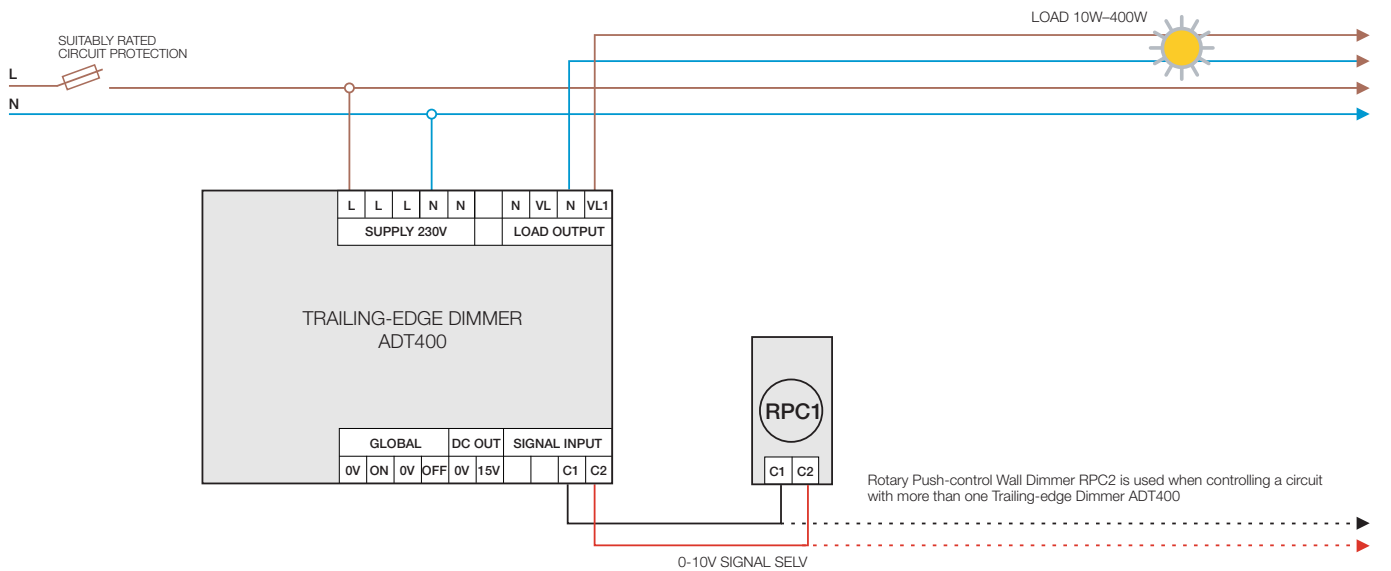 LOAD 10W–400W
SUITABLY RATED
CIRCUIT PROTECTION
L
N
L L L N N N VL N VL1
SUPPLY 230V LOAD OUTPUT
TRAILING-EDGE DIMMER
ADT400
RPC1
GLOBAL DC OUT SIGNAL INPUT
0V ON 0V OFF 0V 15V C1 C2
C1 C2
Rotary Push-control Wall Dimmer RPC2 is used when controlling a circuit
with more than one Trailing-edge Dimmer ADT400
0-10V SIGNAL SELV